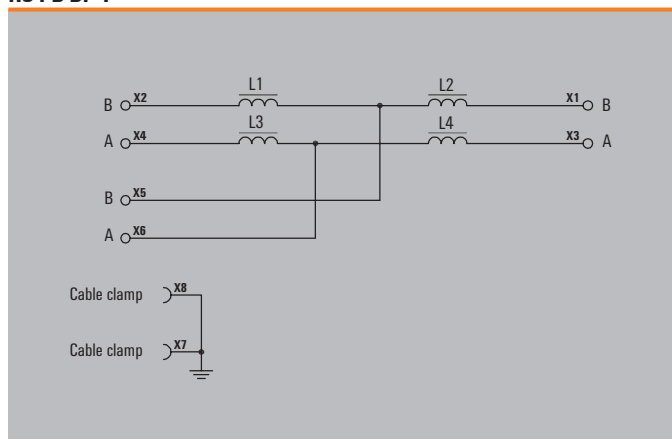 L1 L2
B X2 X1 B
L3 L4
A X4 X3 A
B X5
A X6
Cable clamp X8
Cable clamp X7